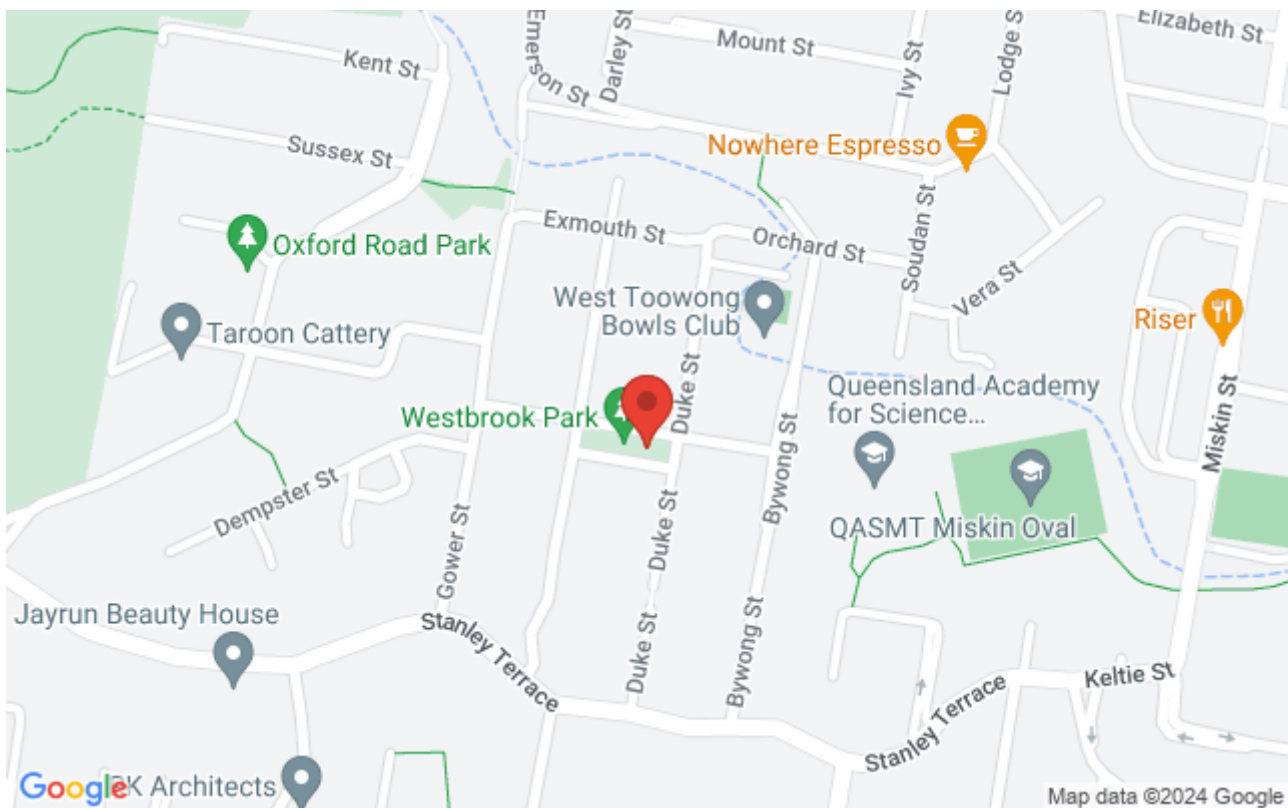 Elizabeth St
Mount St
Kent St
Emerson St
Darley St
Ivy St
Lodge S
Nowhere Espresso
Sussex St
Exmouth St
Orchard St
Soudan St
Oxford Road Park
Vera St
West Toowong
Bowls Club
Riser
Taroon Cattery
Duke St
Queensland Academy
for Science...
Westbrook Park
Miskin St
Bywong St
Dempster St
QASMT Miskin Oval
Duke St
Gower St
Jayrun Beauty House
Stanley Terrace
Duke St
Bywong St
Keltie St
Stanley Terrace
Google
K Architects
Map data ©2024 Google